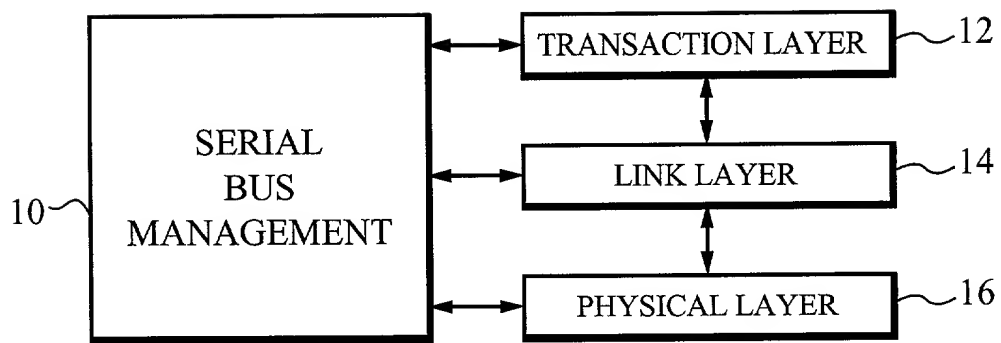 TRANSACTION LAYER
12
SERIAL
BUS
MANAGEMENT
10
LINK LAYER
14
PHYSICAL LAYER
16